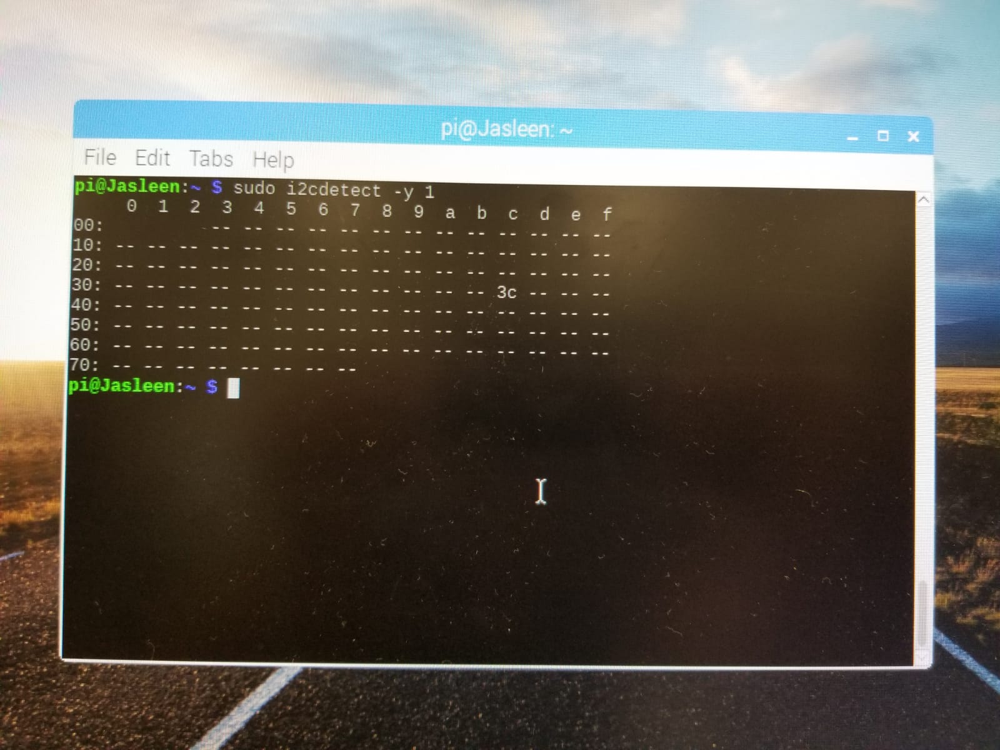 pi@Jasleen: ~
File Edit Tabs Help
pi@Jasleen:~ $ sudo i2cdetect -y 1
     0  1  2  3  4  5  6  7  8  9  a  b  c  d  e  f
00:          -- -- -- -- -- -- -- -- -- -- -- -- --
10: -- -- -- -- -- -- -- -- -- -- -- -- -- -- -- --
20: -- -- -- -- -- -- -- -- -- -- -- -- -- -- -- --
30: -- -- -- -- -- -- -- -- -- -- -- -- 3c -- -- --
40: -- -- -- -- -- -- -- -- -- -- -- -- -- -- -- --
50: -- -- -- -- -- -- -- -- -- -- -- -- -- -- -- --
60: -- -- -- -- -- -- -- -- -- -- -- -- -- -- -- --
70: -- -- -- -- -- -- -- --
pi@Jasleen:~ $